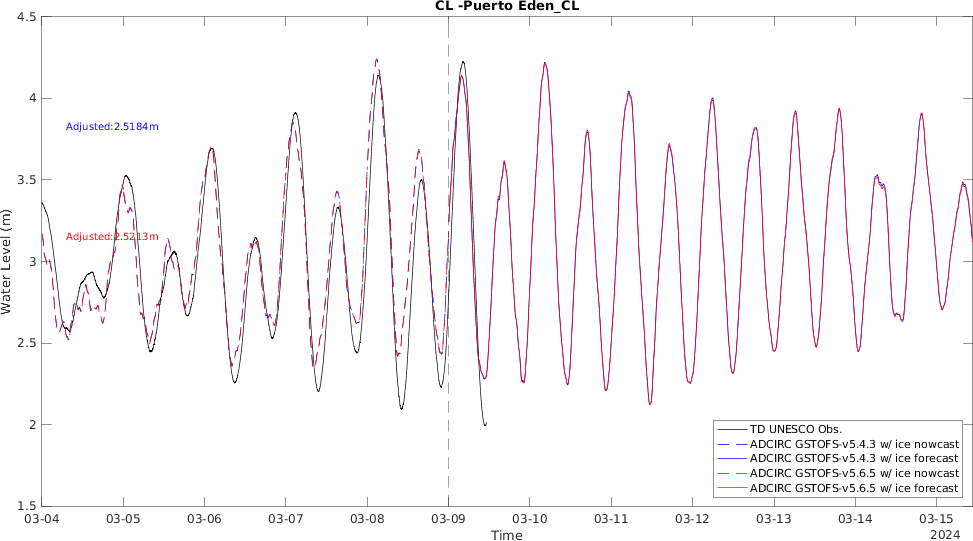 CL -Puerto Eden_CL
4.5
4
3.5
3
2.5
2
1.5
Water Level (m)
Adjusted:2.5184m
Adjusted:2.5213m
TD UNESCO Obs.
ADCIRC GSTOFS-v5.4.3 w/ ice nowcast
ADCIRC GSTOFS-v5.4.3 w/ ice forecast
ADCIRC GSTOFS-v5.6.5 w/ ice nowcast
ADCIRC GSTOFS-v5.6.5 w/ ice forecast
03-04 03-05 03-06 03-07 03-08 03-09 03-10 03-11 03-12 03-13 03-14 03-15
Time
2024